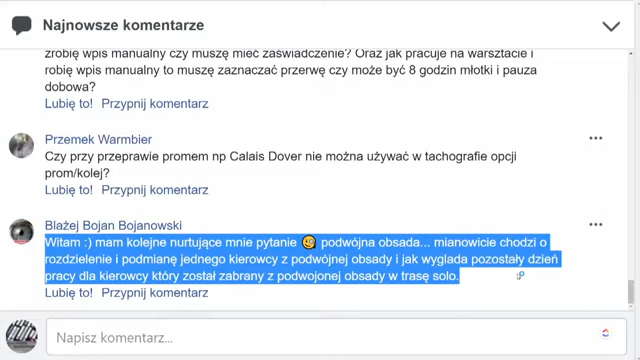 Najnowsze komentarze
zrobię wpis manualny czy muszę mieć zaświadczenie? Oraz jak pracuje na warsztacie i
robię wpis manualny to muszę zaznaczać przerwę czy może być 8 godzin młotki i pauza
dobowa?
Lubię to! Przypnij komentarz
Przemek Warmbier
Czy przy przeprawie promem np Calais Dover nie można używać w tachografie opcji
prom/kolej?
Lubię to! Przypnij komentarz
Błażej Bojan Bojanowski
Witam :) mam kolejne nurtujące mnie pytanie 🧐 podwójna obsada... mianowicie chodzi o
rozdzielenie i podmianę jednego kierowcy z podwójnej obsady i jak wyglada pozostały dzień
pracy dla kierowcy który został zabrany z podwojonej obsady w trasę solo.
Lubię to! Przypnij komentarz
Napisz komentarz...